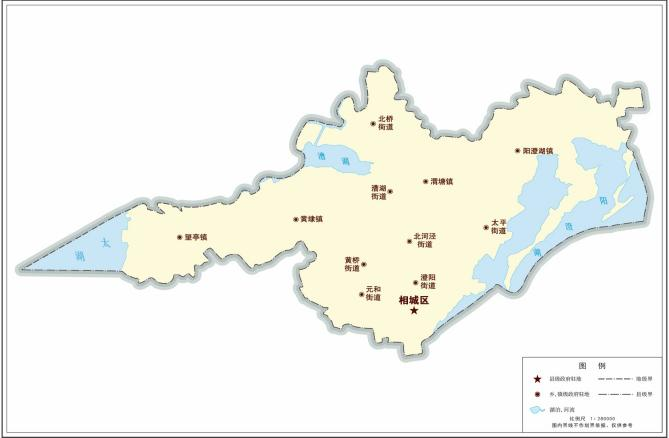 北桥
街道
阳澄湖镇
漕
湖
渭塘镇
漕湖
街道
阳
黄埭镇
澄
太平
街道
望亭镇
太
湖
北河泾
街道
湖
黄桥
街道
澄阳
街道
元和
街道
相城区
图 例
县级政府驻地
地级界
乡、镇级政府驻地
县级界
湖泊、河流
比例尺 1:280000
图内界线不作划界依据，仅供参考